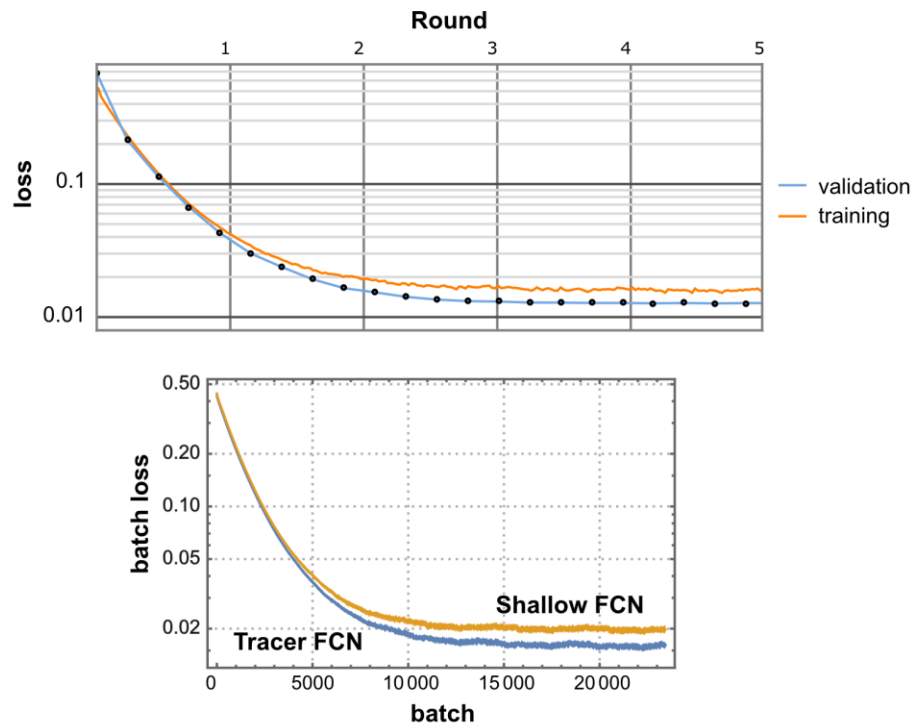 Round
1 2 3 4 5
loss
0.1
0.01
validation
training
0.50
0.20
0.10
0.05
0.02
batch loss
Shallow FCN
Tracer FCN
0 5000 10 000 15 000 20 000
batch